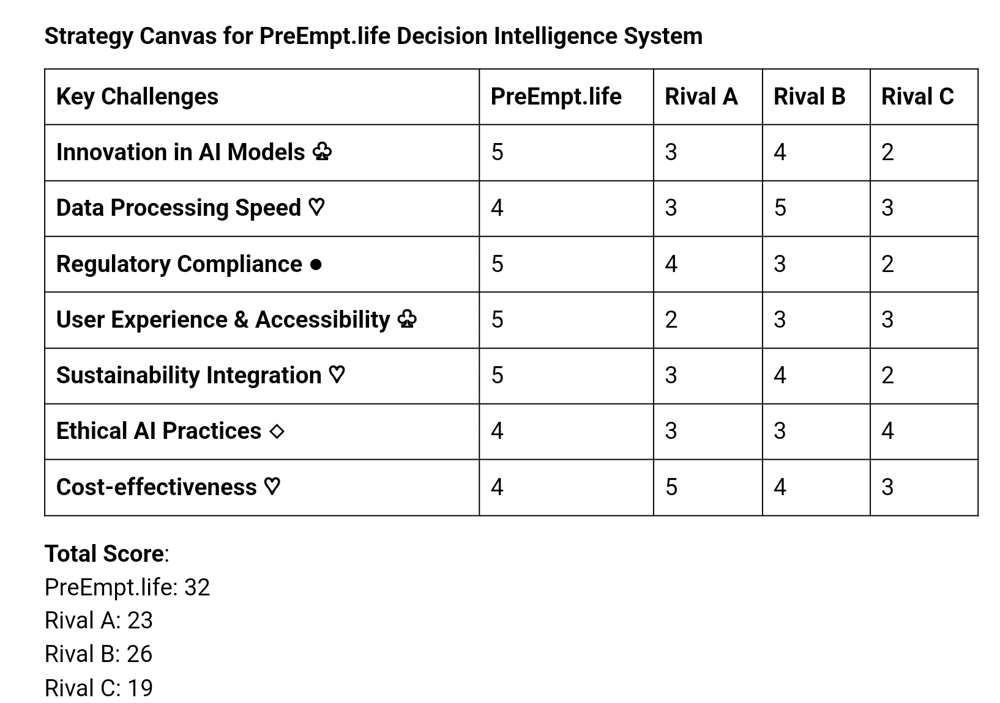 Strategy Canvas for PreEmpt.life Decision Intelligence System
Key Challenges PreEmpt.life Rival A Rival B Rival C
Innovation in AI Models ♧ 5 3 4 2
Data Processing Speed ♡ 4 3 5 3
Regulatory Compliance ● 5 4 3 2
User Experience & Accessibility ♧ 5 2 3 3
Sustainability Integration ♡ 5 3 4 2
Ethical AI Practices ◇ 4 3 3 4
Cost-effectiveness ♡ 4 5 4 3
Total Score:
PreEmpt.life: 32
Rival A: 23
Rival B: 26
Rival C: 19